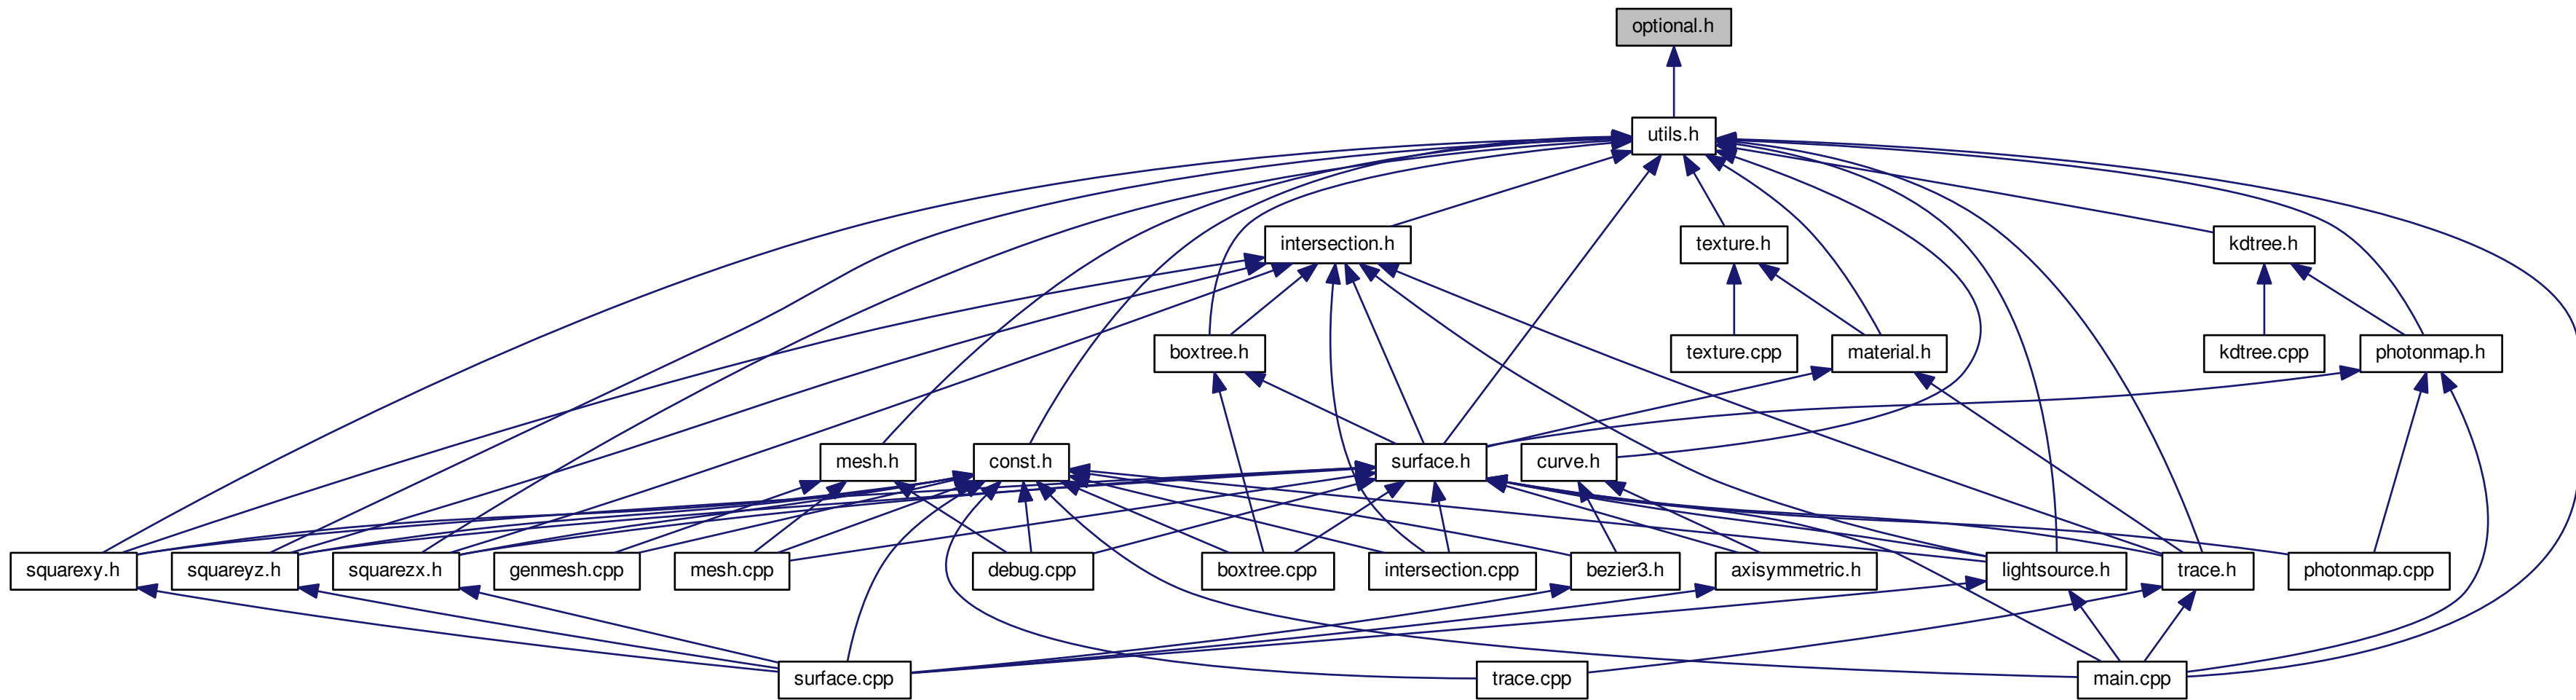 optional.h
utils.h
intersection.h
texture.h
kdtree.h
boxtree.h
texture.cpp
material.h
kdtree.cpp
photonmap.h
mesh.h
const.h
surface.h
curve.h
squarexy.h
squareyz.h
squarezx.h
genmesh.cpp
mesh.cpp
debug.cpp
boxtree.cpp
intersection.cpp
bezier3.h
axisymmetric.h
lightsource.h
trace.h
photonmap.cpp
surface.cpp
trace.cpp
main.cpp